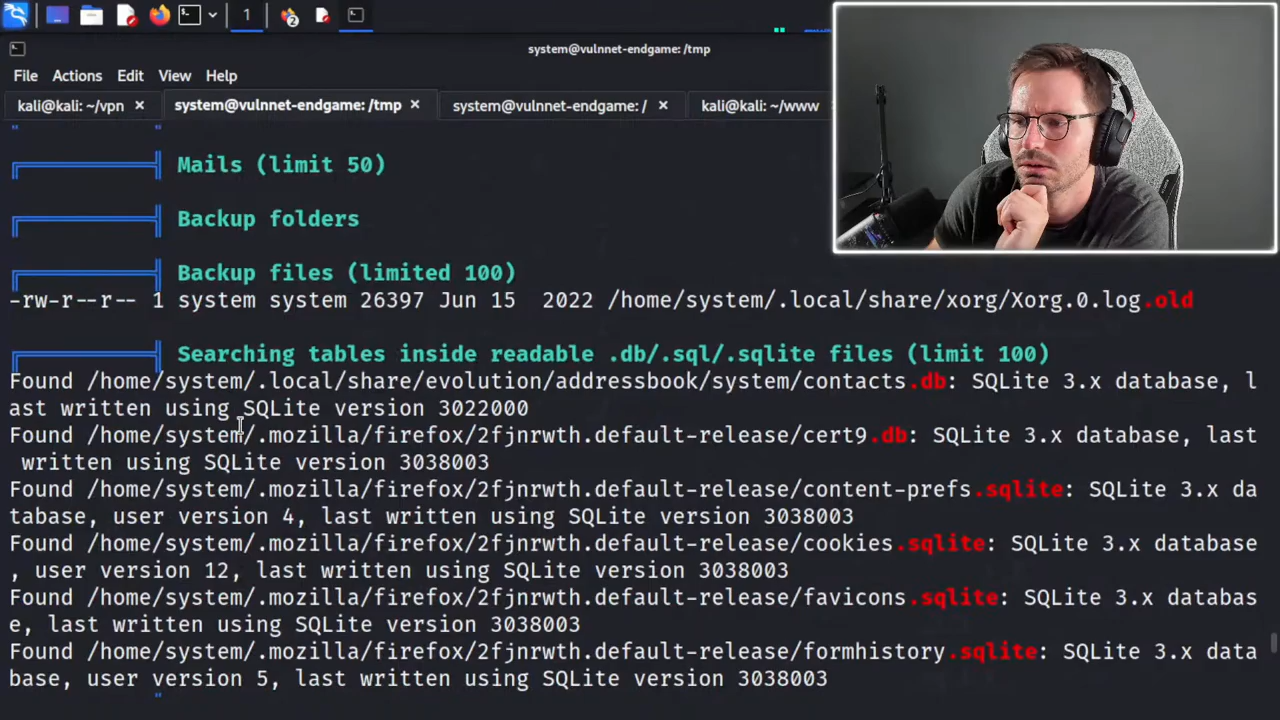 1
2
system@vulnnet-endgame: /tmp
File Actions Edit View Help
kali@kali: ~/vpn × system@vulnnet-endgame: /tmp × system@vulnnet-endgame: / × kali@kali: ~/www
Mails (limit 50)
Backup folders
Backup files (limited 100)
-rw-r--r-- 1 system system 26397 Jun 15  2022 /home/system/.local/share/xorg/Xorg.0.log.old
Searching tables inside readable .db/.sql/.sqlite files (limit 100)
Found /home/system/.local/share/evolution/addressbook/system/contacts.db: SQLite 3.x database, l
ast written using SQLite version 3022000
Found /home/system/.mozilla/firefox/2fjnrwth.default-release/cert9.db: SQLite 3.x database, last
 written using SQLite version 3038003
Found /home/system/.mozilla/firefox/2fjnrwth.default-release/content-prefs.sqlite: SQLite 3.x da
tabase, user version 4, last written using SQLite version 3038003
Found /home/system/.mozilla/firefox/2fjnrwth.default-release/cookies.sqlite: SQLite 3.x database
, user version 12, last written using SQLite version 3038003
Found /home/system/.mozilla/firefox/2fjnrwth.default-release/favicons.sqlite: SQLite 3.x databas
e, last written using SQLite version 3038003
Found /home/system/.mozilla/firefox/2fjnrwth.default-release/formhistory.sqlite: SQLite 3.x data
base, user version 5, last written using SQLite version 3038003